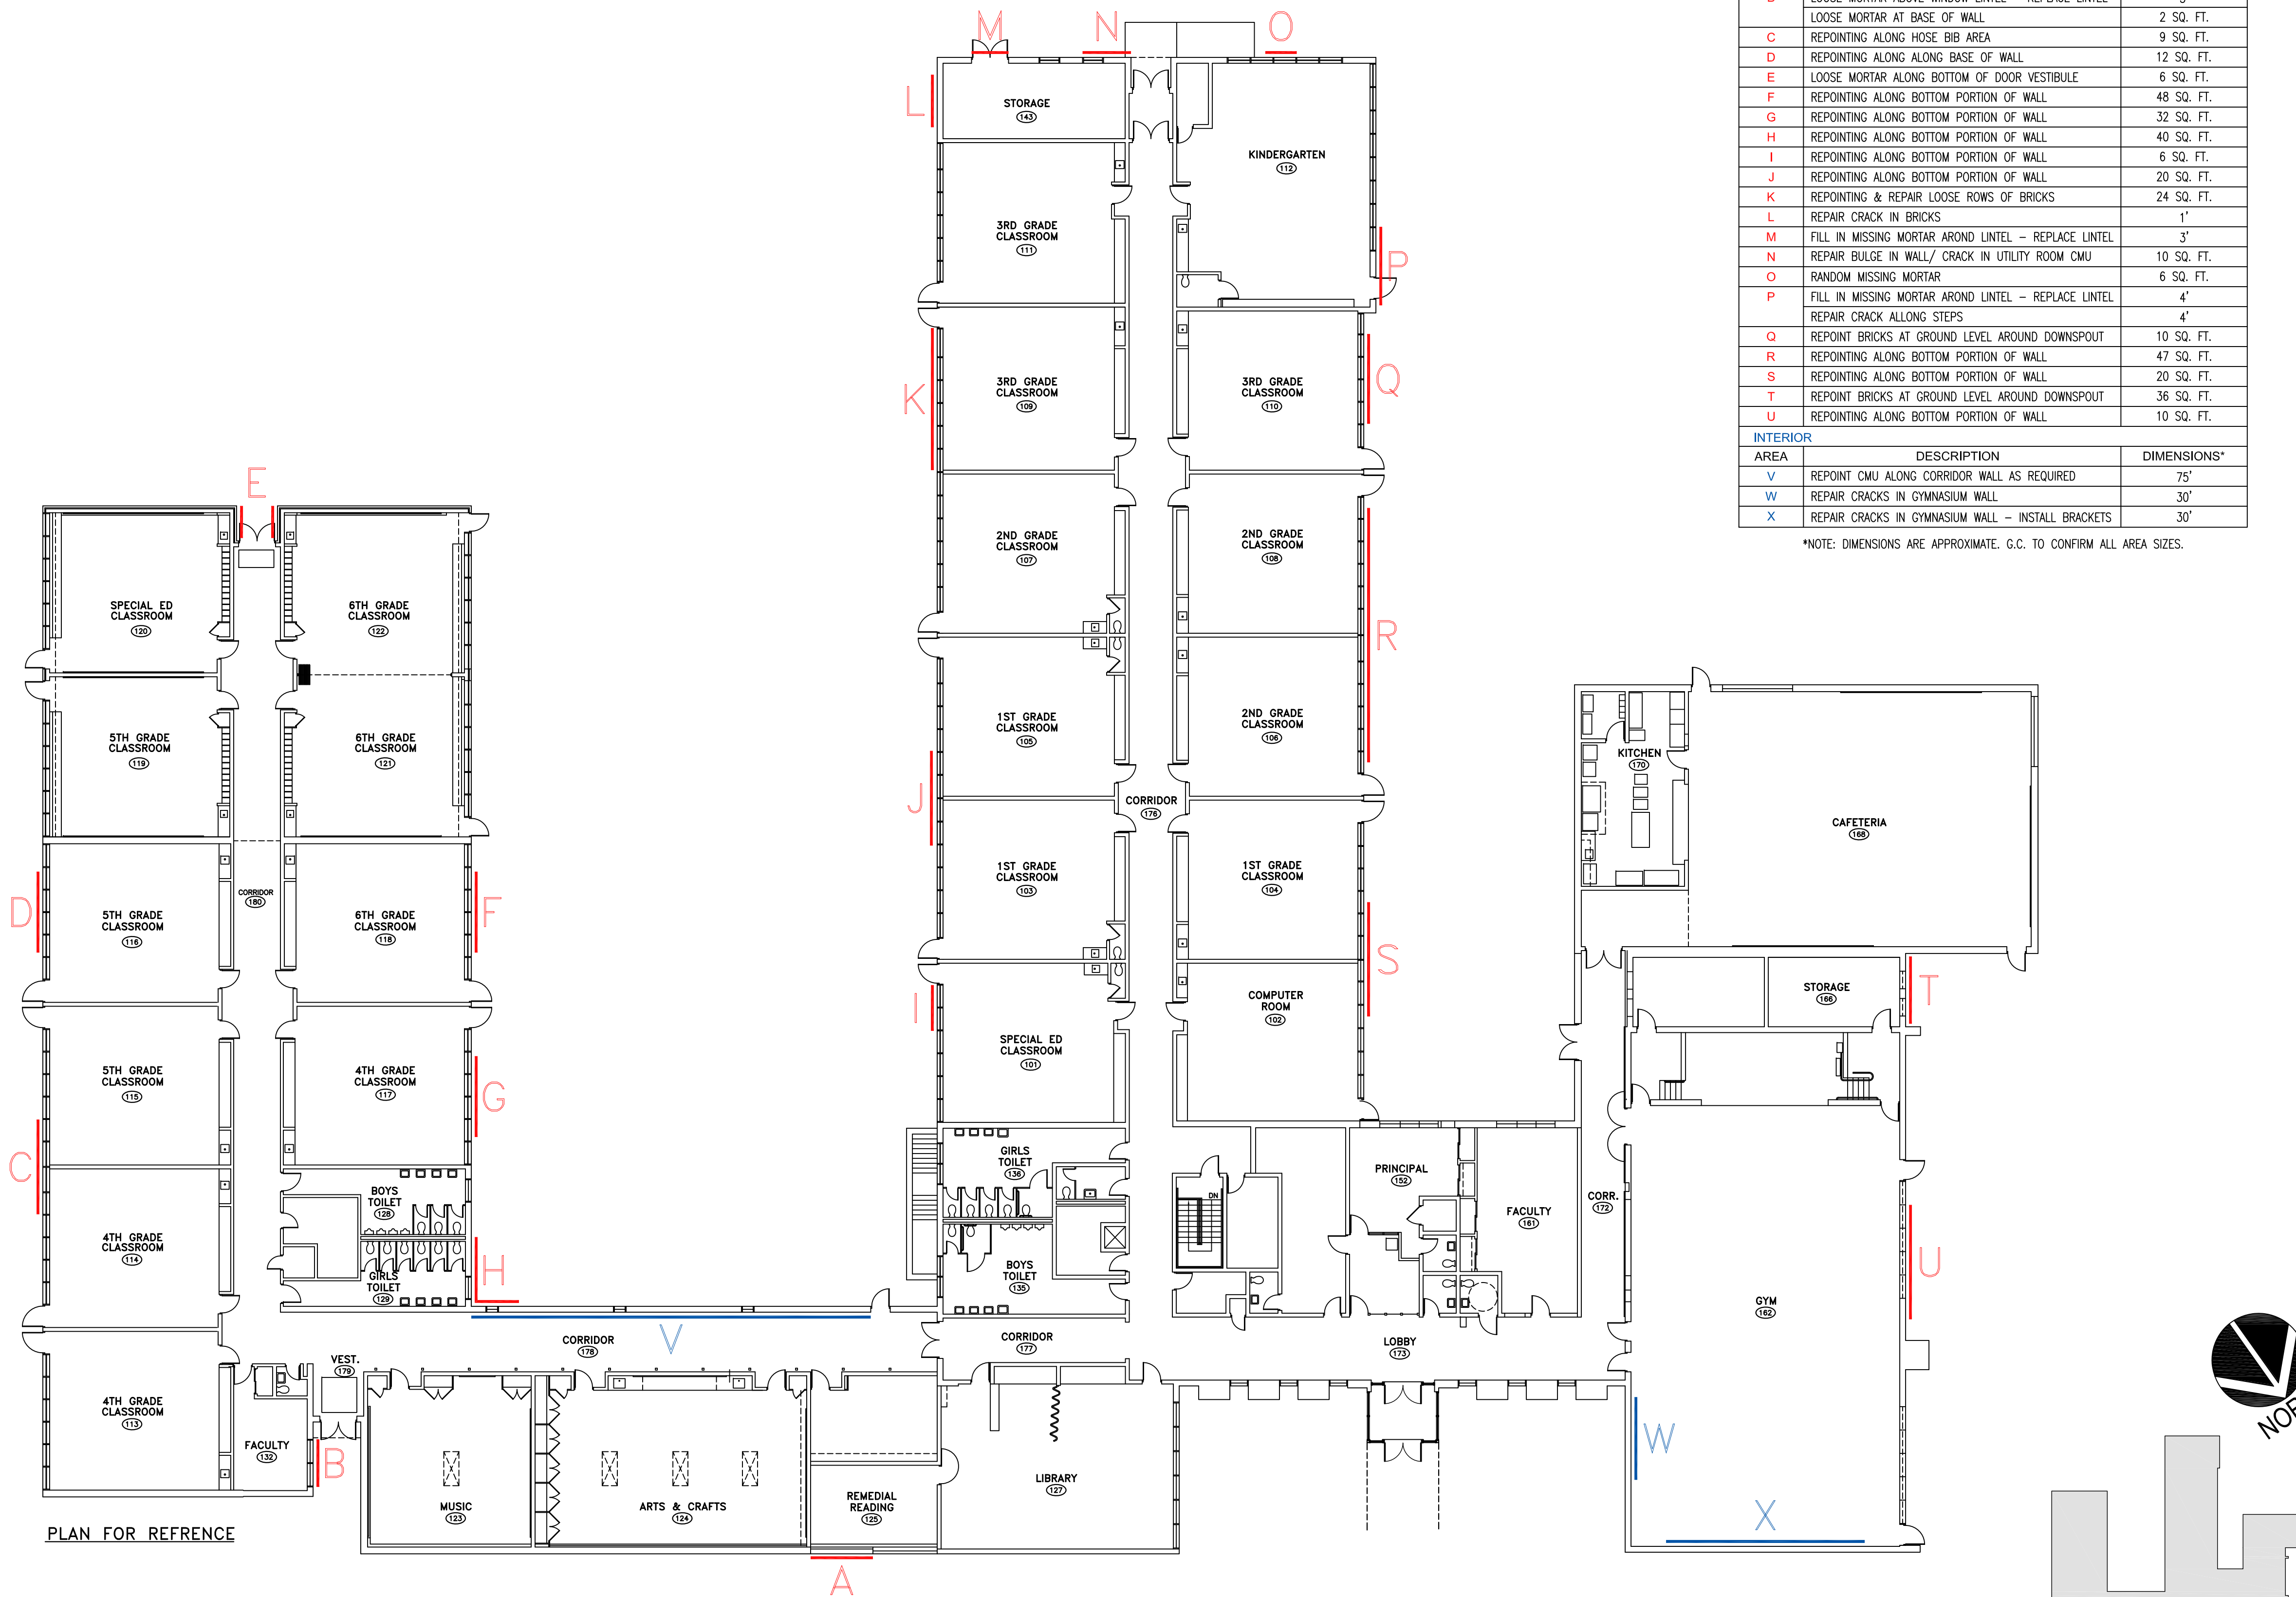 M
N
O
L
STORAGE
143
KINDERGARTEN
112
3RD GRADE
CLASSROOM
111
P
3RD GRADE
CLASSROOM
109
3RD GRADE
CLASSROOM
110
K
Q
E
2ND GRADE
CLASSROOM
107
2ND GRADE
CLASSROOM
108
SPECIAL ED
CLASSROOM
120
6TH GRADE
CLASSROOM
122
R
1ST GRADE
CLASSROOM
105
2ND GRADE
CLASSROOM
106
5TH GRADE
CLASSROOM
119
6TH GRADE
CLASSROOM
121
KITCHEN
170
J
CORRIDOR
176
CAFETERIA
168
1ST GRADE
CLASSROOM
103
1ST GRADE
CLASSROOM
104
CORRIDOR
180
D
5TH GRADE
CLASSROOM
116
6TH GRADE
CLASSROOM
118
F
S
I
COMPUTER
ROOM
102
STORAGE
166
T
SPECIAL ED
CLASSROOM
101
5TH GRADE
CLASSROOM
115
4TH GRADE
CLASSROOM
117
G
C
GIRLS
TOILET
136
PRINCIPAL
152
DN
BOYS
TOILET
128
CORR.
172
FACULTY
161
4TH GRADE
CLASSROOM
114
GIRLS
TOILET
129
H
BOYS
TOILET
135
U
GYM
162
CORRIDOR
178
V
CORRIDOR
177
LOBBY
173
VEST.
179
4TH GRADE
CLASSROOM
113
FACULTY
132
B
W
LIBRARY
127
MUSIC
123
ARTS & CRAFTS
124
REMEDIAL
READING
125
X
A
PLAN FOR REFRENCE
LOOSE MORTAR AT BASE OF WALL 2 SQ. FT.
C REPOINTING ALONG HOSE BIB AREA 9 SQ. FT.
D REPOINTING ALONG ALONG BASE OF WALL 12 SQ. FT.
E LOOSE MORTAR ALONG BOTTOM OF DOOR VESTIBULE 6 SQ. FT.
F REPOINTING ALONG BOTTOM PORTION OF WALL 48 SQ. FT.
G REPOINTING ALONG BOTTOM PORTION OF WALL 32 SQ. FT.
H REPOINTING ALONG BOTTOM PORTION OF WALL 40 SQ. FT.
I REPOINTING ALONG BOTTOM PORTION OF WALL 6 SQ. FT.
J REPOINTING ALONG BOTTOM PORTION OF WALL 20 SQ. FT.
K REPOINTING & REPAIR LOOSE ROWS OF BRICKS 24 SQ. FT.
L REPAIR CRACK IN BRICKS 1'
M FILL IN MISSING MORTAR AROND LINTEL – REPLACE LINTEL 3'
N REPAIR BULGE IN WALL/ CRACK IN UTILITY ROOM CMU 10 SQ. FT.
O RANDOM MISSING MORTAR 6 SQ. FT.
P FILL IN MISSING MORTAR AROND LINTEL – REPLACE LINTEL 4'
REPAIR CRACK ALLONG STEPS 4'
Q REPOINT BRICKS AT GROUND LEVEL AROUND DOWNSPOUT 10 SQ. FT.
R REPOINTING ALONG BOTTOM PORTION OF WALL 47 SQ. FT.
S REPOINTING ALONG BOTTOM PORTION OF WALL 20 SQ. FT.
T REPOINT BRICKS AT GROUND LEVEL AROUND DOWNSPOUT 36 SQ. FT.
U REPOINTING ALONG BOTTOM PORTION OF WALL 10 SQ. FT.
INTERIOR
AREA DESCRIPTION DIMENSIONS*
V REPOINT CMU ALONG CORRIDOR WALL AS REQUIRED 75'
W REPAIR CRACKS IN GYMNASIUM WALL 30'
X REPAIR CRACKS IN GYMNASIUM WALL – INSTALL BRACKETS 30'
*NOTE: DIMENSIONS ARE APPROXIMATE. G.C. TO CONFIRM ALL AREA SIZES.